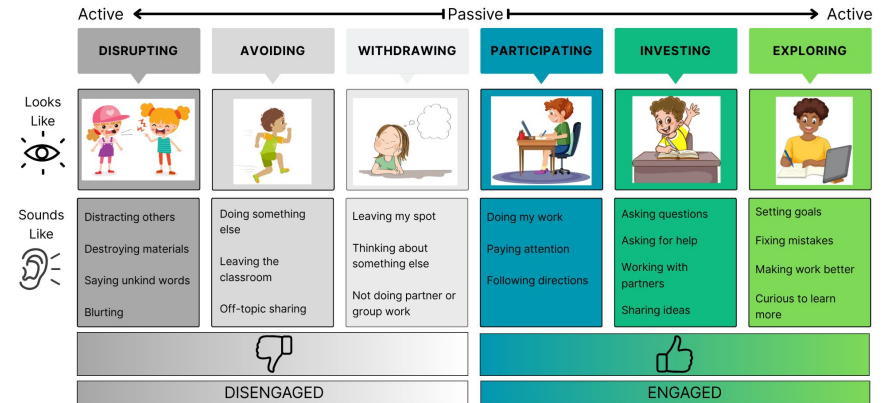 Active Passive Active
DISRUPTING AVOIDING WITHDRAWING PARTICIPATING INVESTING EXPLORING
Looks
Like
Sounds
Like
Distracting others
Destroying materials
Saying unkind words
Blurting
Doing something
else
Leaving the
classroom
Off-topic sharing
Leaving my spot
Thinking about
something else
Not doing partner or
group work
Doing my work
Paying attention
Following directions
Asking questions
Asking for help
Working with
partners
Sharing ideas
Setting goals
Fixing mistakes
Making work better
Curious to learn
more
DISENGAGED ENGAGED